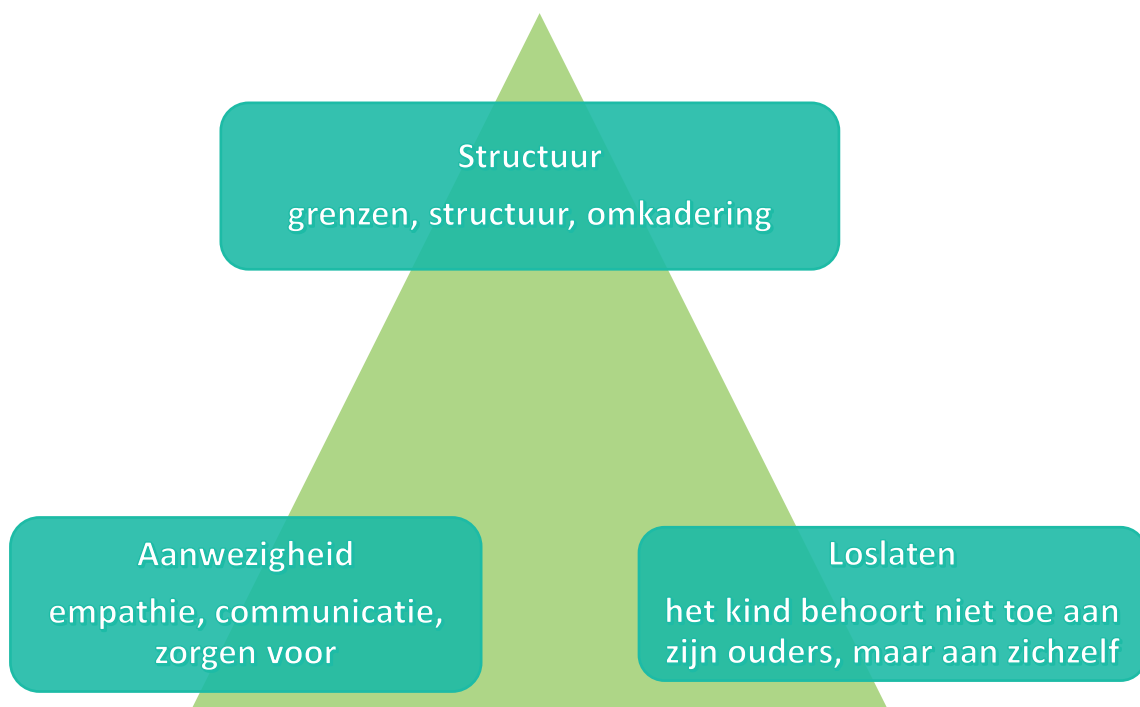 Structuur
grenzen, structuur, omkadering
Aanwezigheid
empathie, communicatie,
zorgen voor
Loslaten
het kind behoort niet toe aan
zijn ouders, maar aan zichzelf